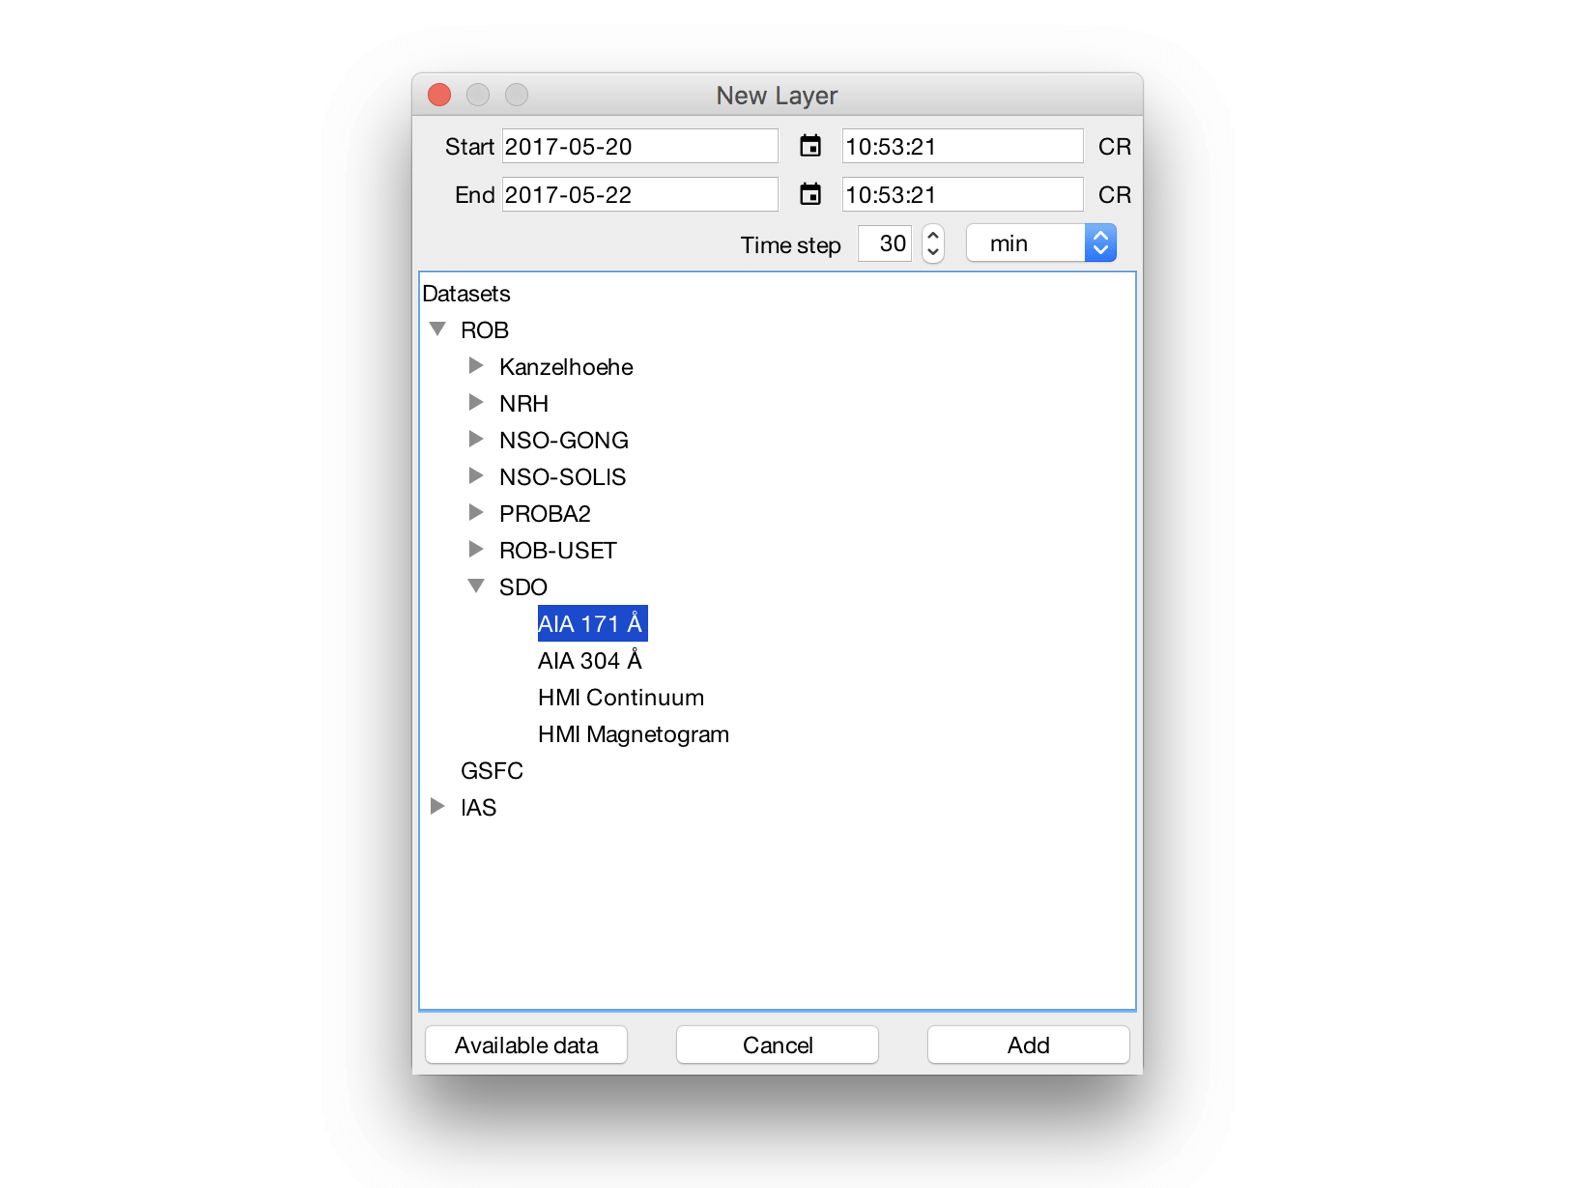 New Layer
Start 2017-05-20 10:53:21 CR
End 2017-05-22 10:53:21 CR
Time step 30 min
Datasets
ROB
Kanzelhoehe
NRH
NSO-GONG
NSO-SOLIS
PROBA2
ROB-USET
SDO
AIA 171 Å
AIA 304 Å
HMI Continuum
HMI Magnetogram
GSFC
IAS
Available data Cancel Add